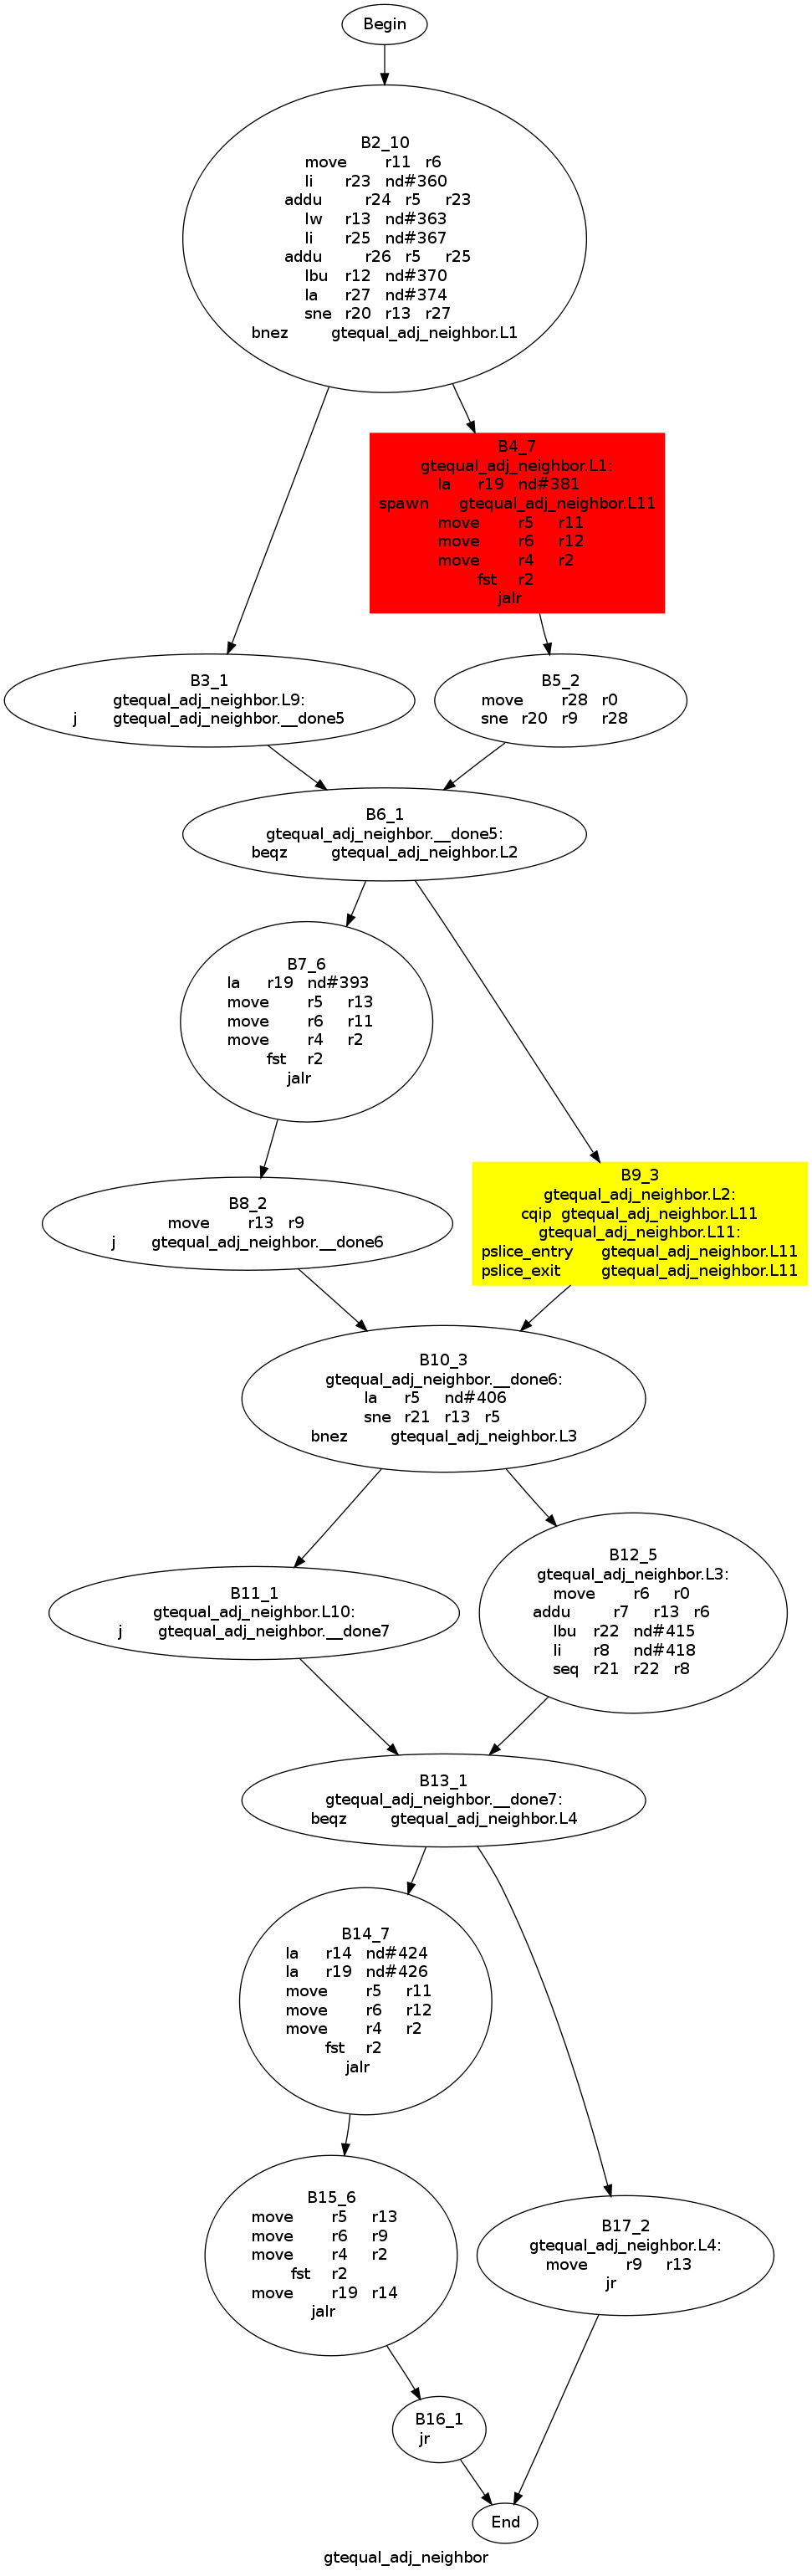 Begin
B2_10
move r11 r6
li r23 nd#360
addu r24 r5 r23
lw r13 nd#363
li r25 nd#367
addu r26 r5 r25
lbu r12 nd#370
la r27 nd#374
sne r20 r13 r27
bnez gtequal_adj_neighbor.L1
B4_7
gtequal_adj_neighbor.L1:
la r19 nd#381
spawn gtequal_adj_neighbor.L11
move r5 r11
move r6 r12
move r4 r2
fst r2
jalr
B3_1
gtequal_adj_neighbor.L9:
j gtequal_adj_neighbor.__done5
B5_2
move r28 r0
sne r20 r9 r28
B6_1
gtequal_adj_neighbor.__done5:
beqz gtequal_adj_neighbor.L2
B7_6
la r19 nd#393
move r5 r13
move r6 r11
move r4 r2
fst r2
jalr
B8_2
move r13 r9
j gtequal_adj_neighbor.__done6
B9_3
gtequal_adj_neighbor.L2:
cqip gtequal_adj_neighbor.L11
gtequal_adj_neighbor.L11:
pslice_entry gtequal_adj_neighbor.L11
pslice_exit gtequal_adj_neighbor.L11
B10_3
gtequal_adj_neighbor.__done6:
la r5 nd#406
sne r21 r13 r5
bnez gtequal_adj_neighbor.L3
B11_1
gtequal_adj_neighbor.L10:
j gtequal_adj_neighbor.__done7
B12_5
gtequal_adj_neighbor.L3:
move r6 r0
addu r7 r13 r6
lbu r22 nd#415
li r8 nd#418
seq r21 r22 r8
B13_1
gtequal_adj_neighbor.__done7:
beqz gtequal_adj_neighbor.L4
B14_7
la r14 nd#424
la r19 nd#426
move r5 r11
move r6 r12
move r4 r2
fst r2
jalr
B15_6
move r5 r13
move r6 r9
move r4 r2
fst r2
move r19 r14
jalr
B17_2
gtequal_adj_neighbor.L4:
move r9 r13
jr
B16_1
jr
End
gtequal_adj_neighbor